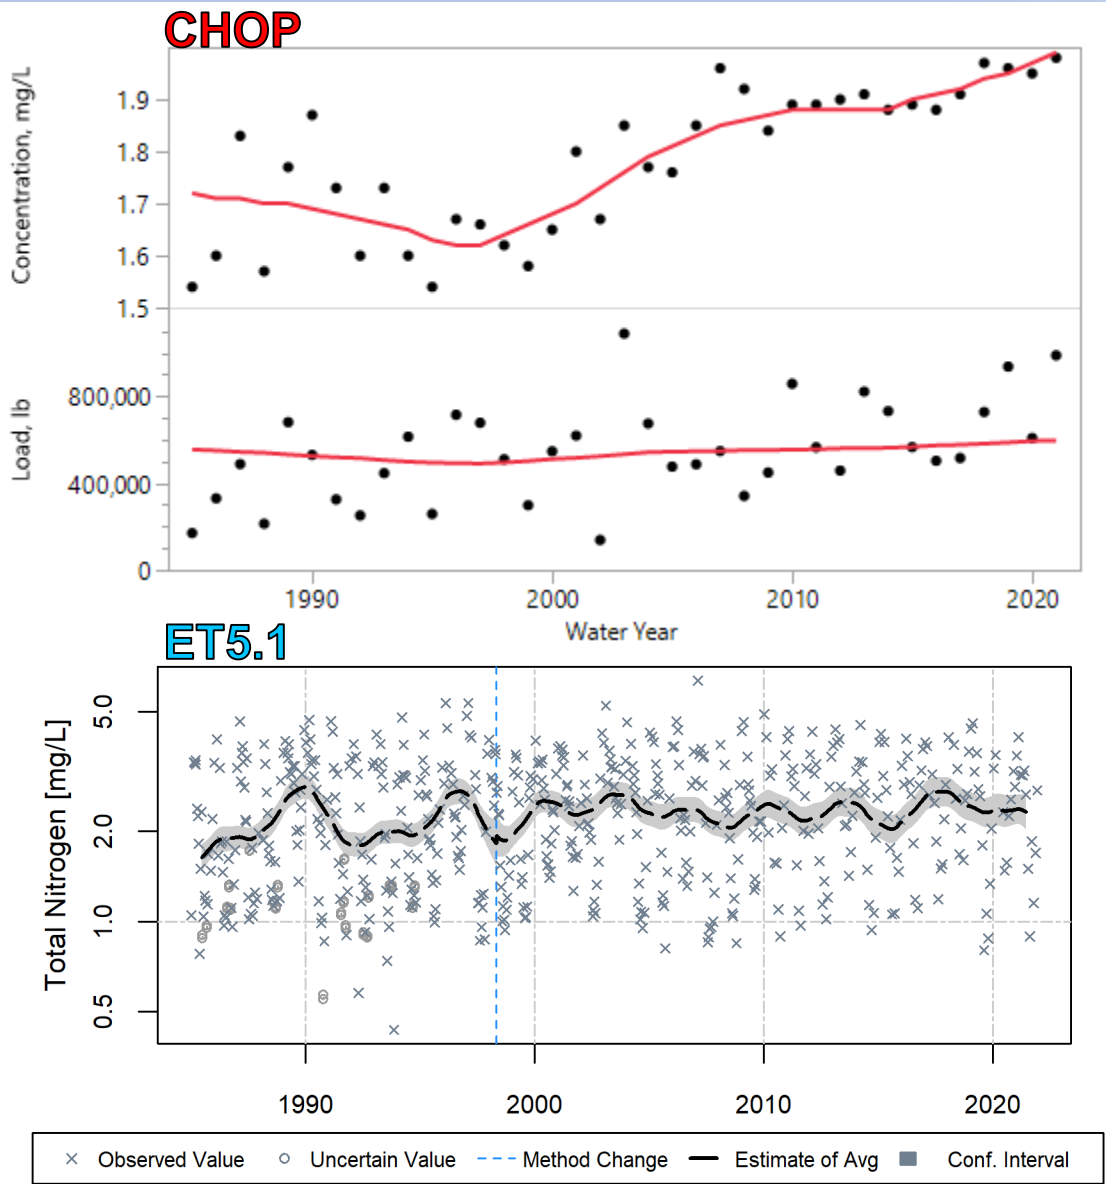 CHOP
Concentration, mg/L
1.9
1.8
1.7
1.6
1.5
Load, lb
800,000
400,000
0
1990 2000 2010 2020
Water Year
ET5.1
Total Nitrogen [mg/L]
5.0
2.0
1.0
0.5
1990 2000 2010 2020
Observed Value Uncertain Value Method Change Estimate of Avg Conf. Interval